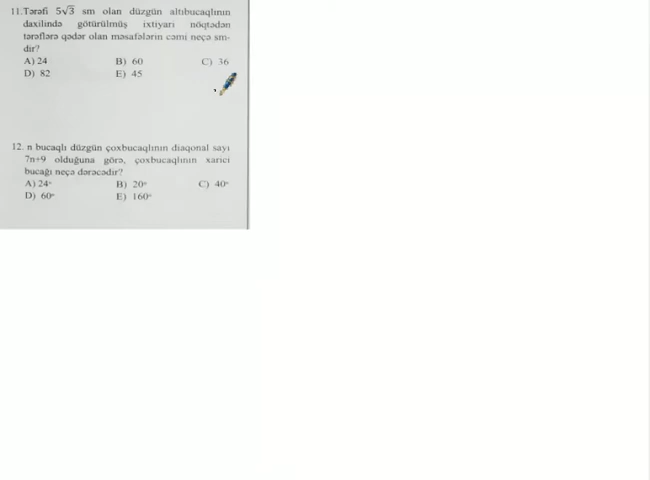 11.Tərəfi 5√3 sm olan düzgün altıbucaqlının
daxilində götürülmüş ixtiyarı nöqtədən
tərəflərə qədər olan məsafələrin cəmi neçə sm-
dir?
A) 24 B) 60 C) 36
D) 82 E) 45
12. n bucaqlı düzgün çoxbucaqlının diaqonal sayı
7n+9 olduğuna görə, çoxbucaqlının xarici
bucağı neçə dərəcədir?
A) 24° B) 20° C) 40°
D) 60° E) 160°